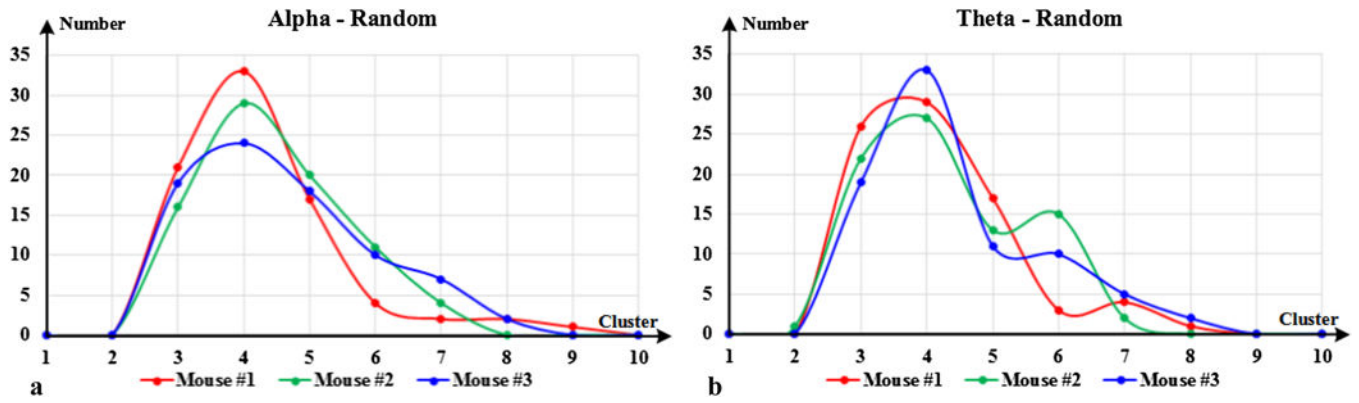 Alpha - Random
Number
35
30
25
20
15
10
5
0
Cluster
1 2 3 4 5 6 7 8 9 10
a
Mouse #1 Mouse #2 Mouse #3
Theta - Random
Number
35
30
25
20
15
10
5
0
Cluster
1 2 3 4 5 6 7 8 9 10
b
Mouse #1 Mouse #2 Mouse #3